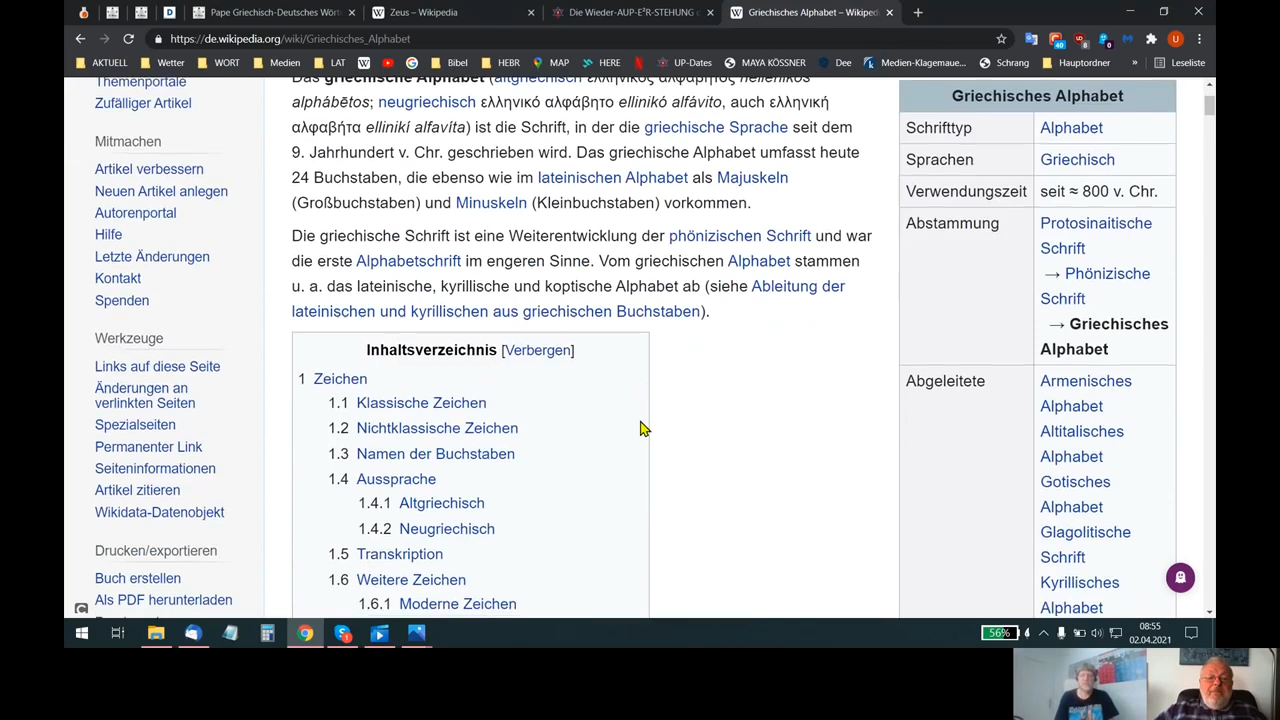 Pape Griechisch-Deutsches Wört
Zeus – Wikipedia
Die Wieder-AUP-E²R-STEHUNG
Griechisches Alphabet – Wikiped
https://de.wikipedia.org/wiki/Griechisches_Alphabet
AKTUELL
Wetter
WORT
Medien
LAT
Bibel
HEBR
MAP
HERE
UP-Dates
MAYA KÖSSNER
Dee
Medien-Klagemaue...
Schrang
Hauptordner
»
Leseliste
Themenportale
Zufälliger Artikel
Mitmachen
Artikel verbessern
Neuen Artikel anlegen
Autorenportal
Hilfe
Letzte Änderungen
Kontakt
Spenden
Werkzeuge
Links auf diese Seite
Änderungen an
verlinkten Seiten
Spezialseiten
Permanenter Link
Seiteninformationen
Artikel zitieren
Wikidata-Datenobjekt
Drucken/exportieren
Buch erstellen
Als PDF herunterladen
Das griechische Alphabet (altgriechisch ἑλληνικὸς ἀλφάβητος hellēnikós
alphábētos; neugriechisch ελληνικό αλφάβητο ellinikó alfávito, auch ελληνική
αλφαβήτα ellinikí alfavíta) ist die Schrift, in der die griechische Sprache seit dem
9. Jahrhundert v. Chr. geschrieben wird. Das griechische Alphabet umfasst heute
24 Buchstaben, die ebenso wie im lateinischen Alphabet als Majuskeln
(Großbuchstaben) und Minuskeln (Kleinbuchstaben) vorkommen.
Die griechische Schrift ist eine Weiterentwicklung der phönizischen Schrift und war
die erste Alphabetschrift im engeren Sinne. Vom griechischen Alphabet stammen
u. a. das lateinische, kyrillische und koptische Alphabet ab (siehe Ableitung der
lateinischen und kyrillischen aus griechischen Buchstaben).
Inhaltsverzeichnis [Verbergen]
1 Zeichen
1.1 Klassische Zeichen
1.2 Nichtklassische Zeichen
1.3 Namen der Buchstaben
1.4 Aussprache
1.4.1 Altgriechisch
1.4.2 Neugriechisch
1.5 Transkription
1.6 Weitere Zeichen
1.6.1 Moderne Zeichen
Griechisches Alphabet
Schrifttyp Alphabet
Sprachen Griechisch
Verwendungszeit seit ≈ 800 v. Chr.
Abstammung Protosinaitische
Schrift
→ Phönizische
Schrift
→ Griechisches
Alphabet
Abgeleitete Armenisches
Alphabet
Altitalisches
Alphabet
Gotisches
Alphabet
Glagolitische
Schrift
Kyrillisches
Alphabet
56%
08:55
02.04.2021